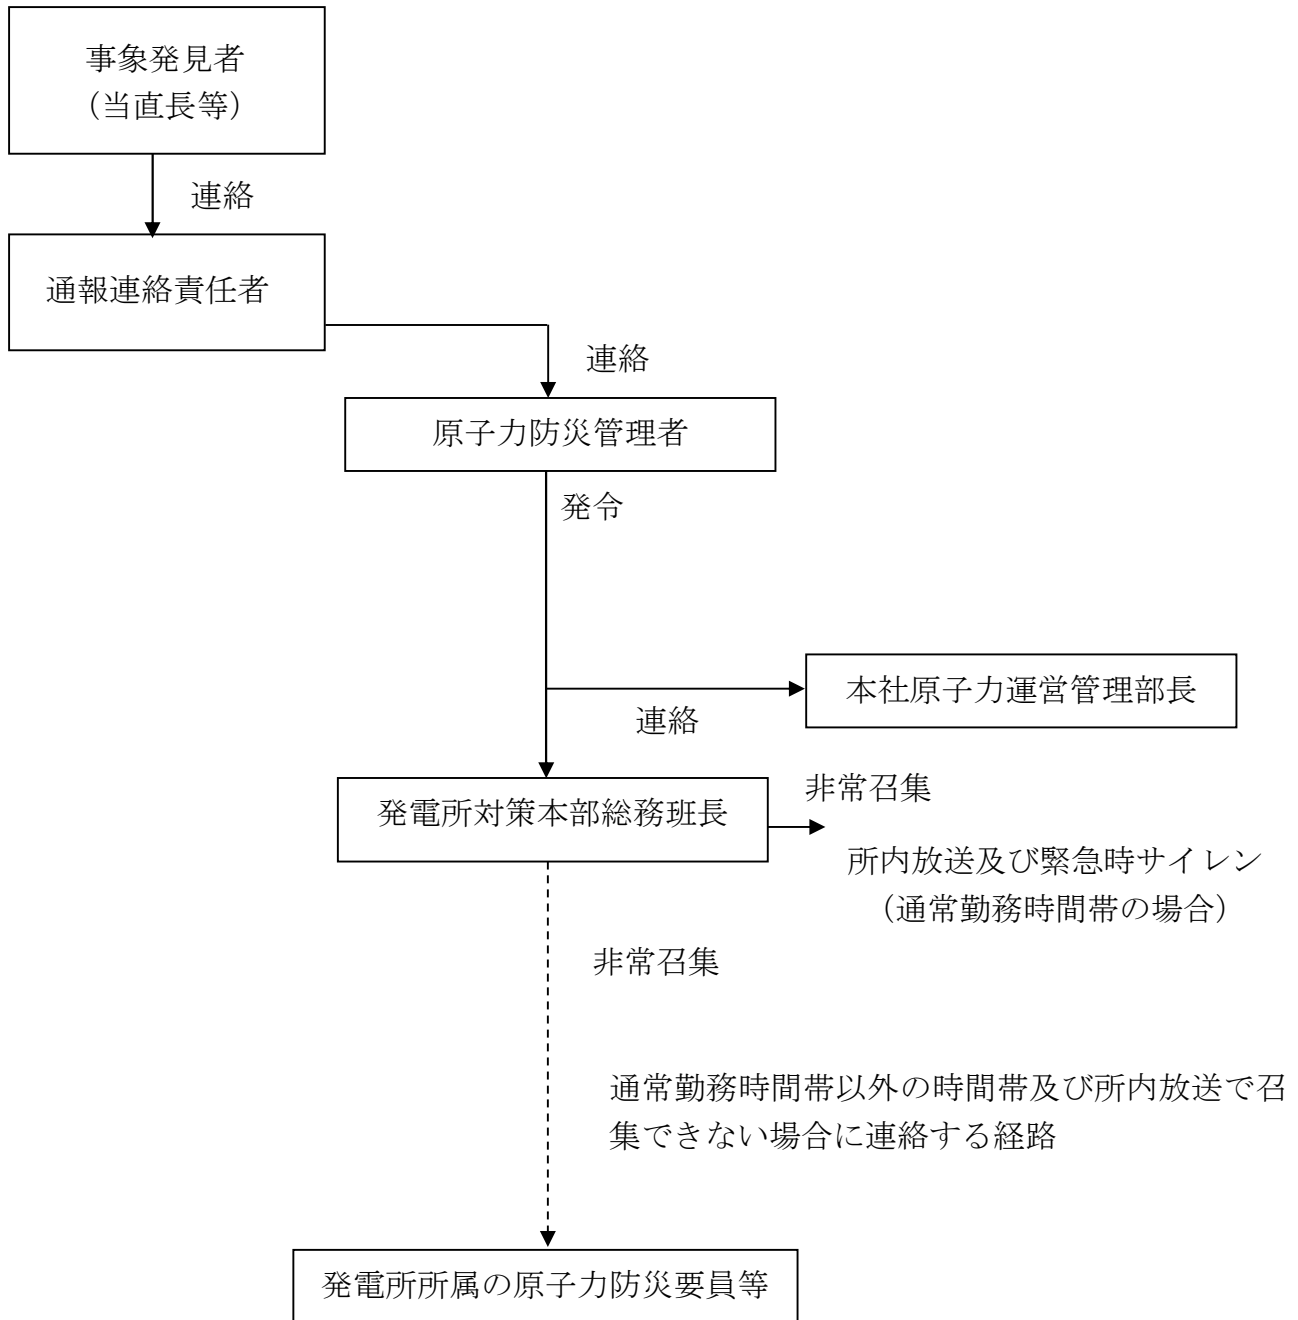 事象発見者
（当直長等）
連絡
通報連絡責任者
連絡
原子力防災管理者
発令
本社原子力運営管理部長
連絡
発電所対策本部総務班長
非常召集
所内放送及び緊急時サイレン
（通常勤務時間帯の場合）
非常召集
通常勤務時間帯以外の時間帯及び所内放送で召
集できない場合に連絡する経路
発電所所属の原子力防災要員等